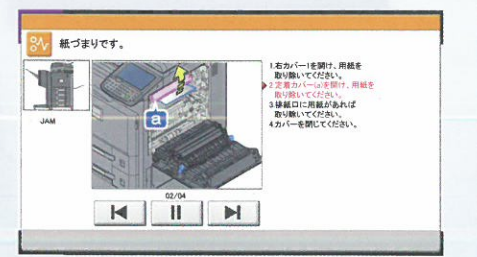 紙づまりです。
JAM
a
02/04
1.右カバー1を開け、用紙を
取り除いてください。
2.定着カバー(a)を開け、用紙を
取り除いてください。
3.排紙口に用紙があれば
取り除いてください。
4.カバーを閉じてください。